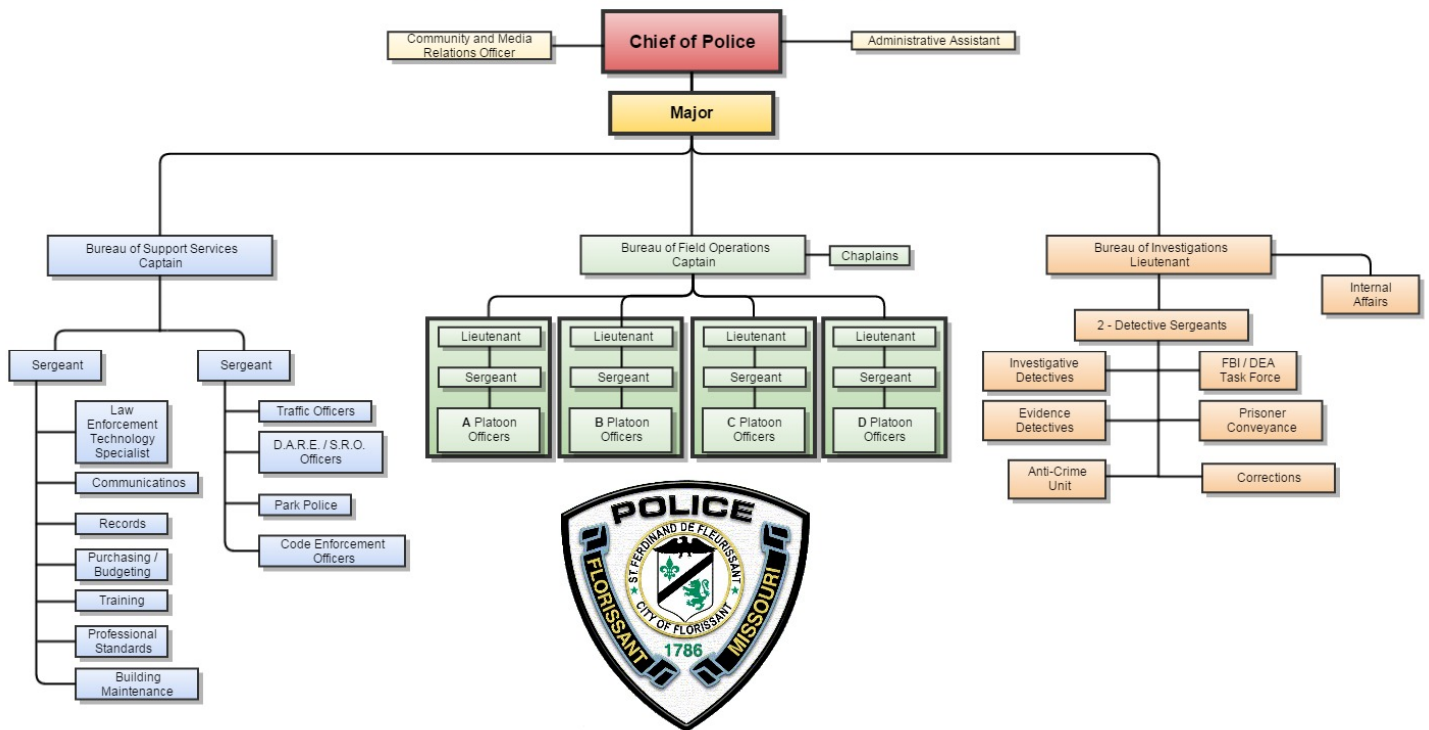 Community and Media
Relations Officer
Chief of Police
Administrative Assistant
Major
Bureau of Support Services
Captain
Bureau of Field Operations
Captain
Chaplains
Bureau of Investigations
Lieutenant
Internal
Affairs
Sergeant
Law
Enforcement
Technology
Specialist
Communicatinos
Records
Purchasing /
Budgeting
Training
Professional
Standards
Building
Maintenance
Sergeant
Traffic Officers
D.A.R.E. / S.R.O.
Officers
Park Police
Code Enforcement
Officers
Lieutenant
Sergeant
A Platoon
Officers
Lieutenant
Sergeant
B Platoon
Officers
Lieutenant
Sergeant
C Platoon
Officers
Lieutenant
Sergeant
D Platoon
Officers
2 - Detective Sergeants
Investigative
Detectives
FBI / DEA
Task Force
Evidence
Detectives
Prisoner
Conveyance
Anti-Crime
Unit
Corrections
POLICE
ST. FERDINAND DE FLEURISSANT
CITY OF FLORISSANT
FLORISSANT
MISSOURI
1786